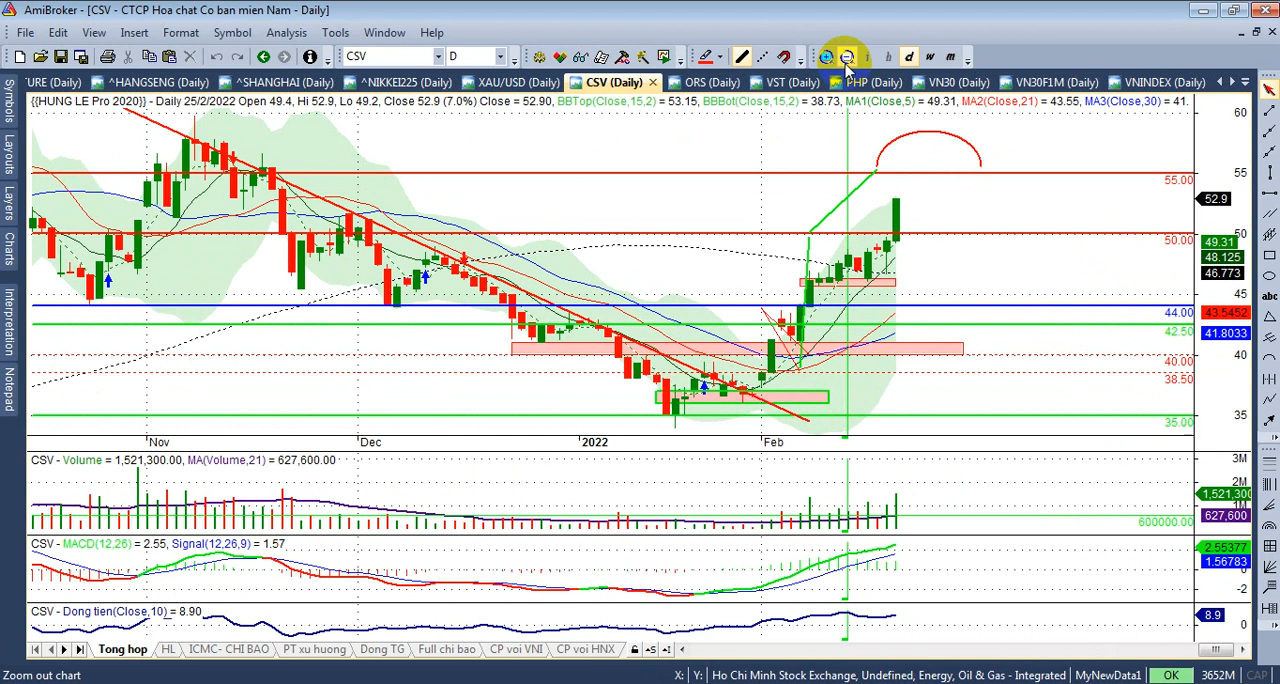 AmiBroker - [CSV - CTCP Hoa chat Co ban mien Nam - Daily]
File Edit View Insert Format Symbol Analysis Tools Window Help
CSV D h d w m
URE (Daily) ^HANGSENG (Daily) ^SHANGHAI (Daily) ^NIKKEI225 (Daily) XAU/USD (Daily) CSV (Daily) ORS (Daily) VST (Daily) PHP (Daily) VN30 (Daily) VN30F1M (Daily) VNINDEX (Daily)
{{HUNG LE Pro 2020}} - Daily 25/2/2022 Open 49.4, Hi 52.9, Lo 49.2, Close 52.9 (7.0%) Close = 52.90, BBTop(Close,15,2) = 53.15, BBBot(Close,15,2) = 38.73, MA1(Close,5) = 49.31, MA2(Close,21) = 43.55, MA3(Close,30) = 41.
60
55
55.00
52.9
50
50.00
49.31
48.125
46.773
45
44.00
43.5452
42.50
41.8033
40
40.00
38.50
35
35.00
Nov Dec 2022 Feb
CSV - Volume = 1,521,300.00, MA(Volume,21) = 627,600.00
3M
2M
1,521,300
1M
627,600
600000.00
CSV - MACD(12,26) = 2.55, Signal(12,26,9) = 1.57
2.55377
1.56783
0
-2
CSV - Dong tien(Close,10) = 8.90
8.9
0
Symbols
Layouts
Layers
Charts
Interpretation
Notepad
abc
Tong hop HL ICMC- CHI BAO PT xu huong Dong TG Full chi bao CP voi VNI CP voi HNX
Zoom out chart X: Y: Ho Chi Minh Stock Exchange, Undefined, Energy, Oil & Gas - Integrated MyNewData1 OK 3652M CAP